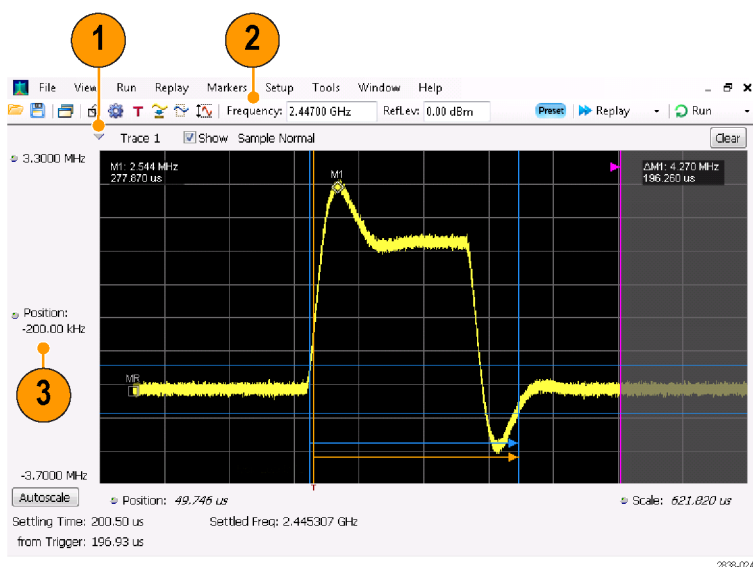 1
2
File View Run Replay Markers Setup Tools Window Help
Frequency: 2.44700 GHz RefLev: 0.00 dBm Preset Replay Run
Trace 1 Show Sample Normal Clear
3.3000 MHz
M1: 2.544 MHz
277.870 us
M1
ΔM1: 4.270 MHz
196.260 us
Position:
-200.00 kHz
3
MR
-3.7000 MHz
T
Autoscale Position: 49.746 us Scale: 621.820 us
Settling Time: 200.50 us Settled Freq: 2.445307 GHz
from Trigger: 196.93 us
2838-024